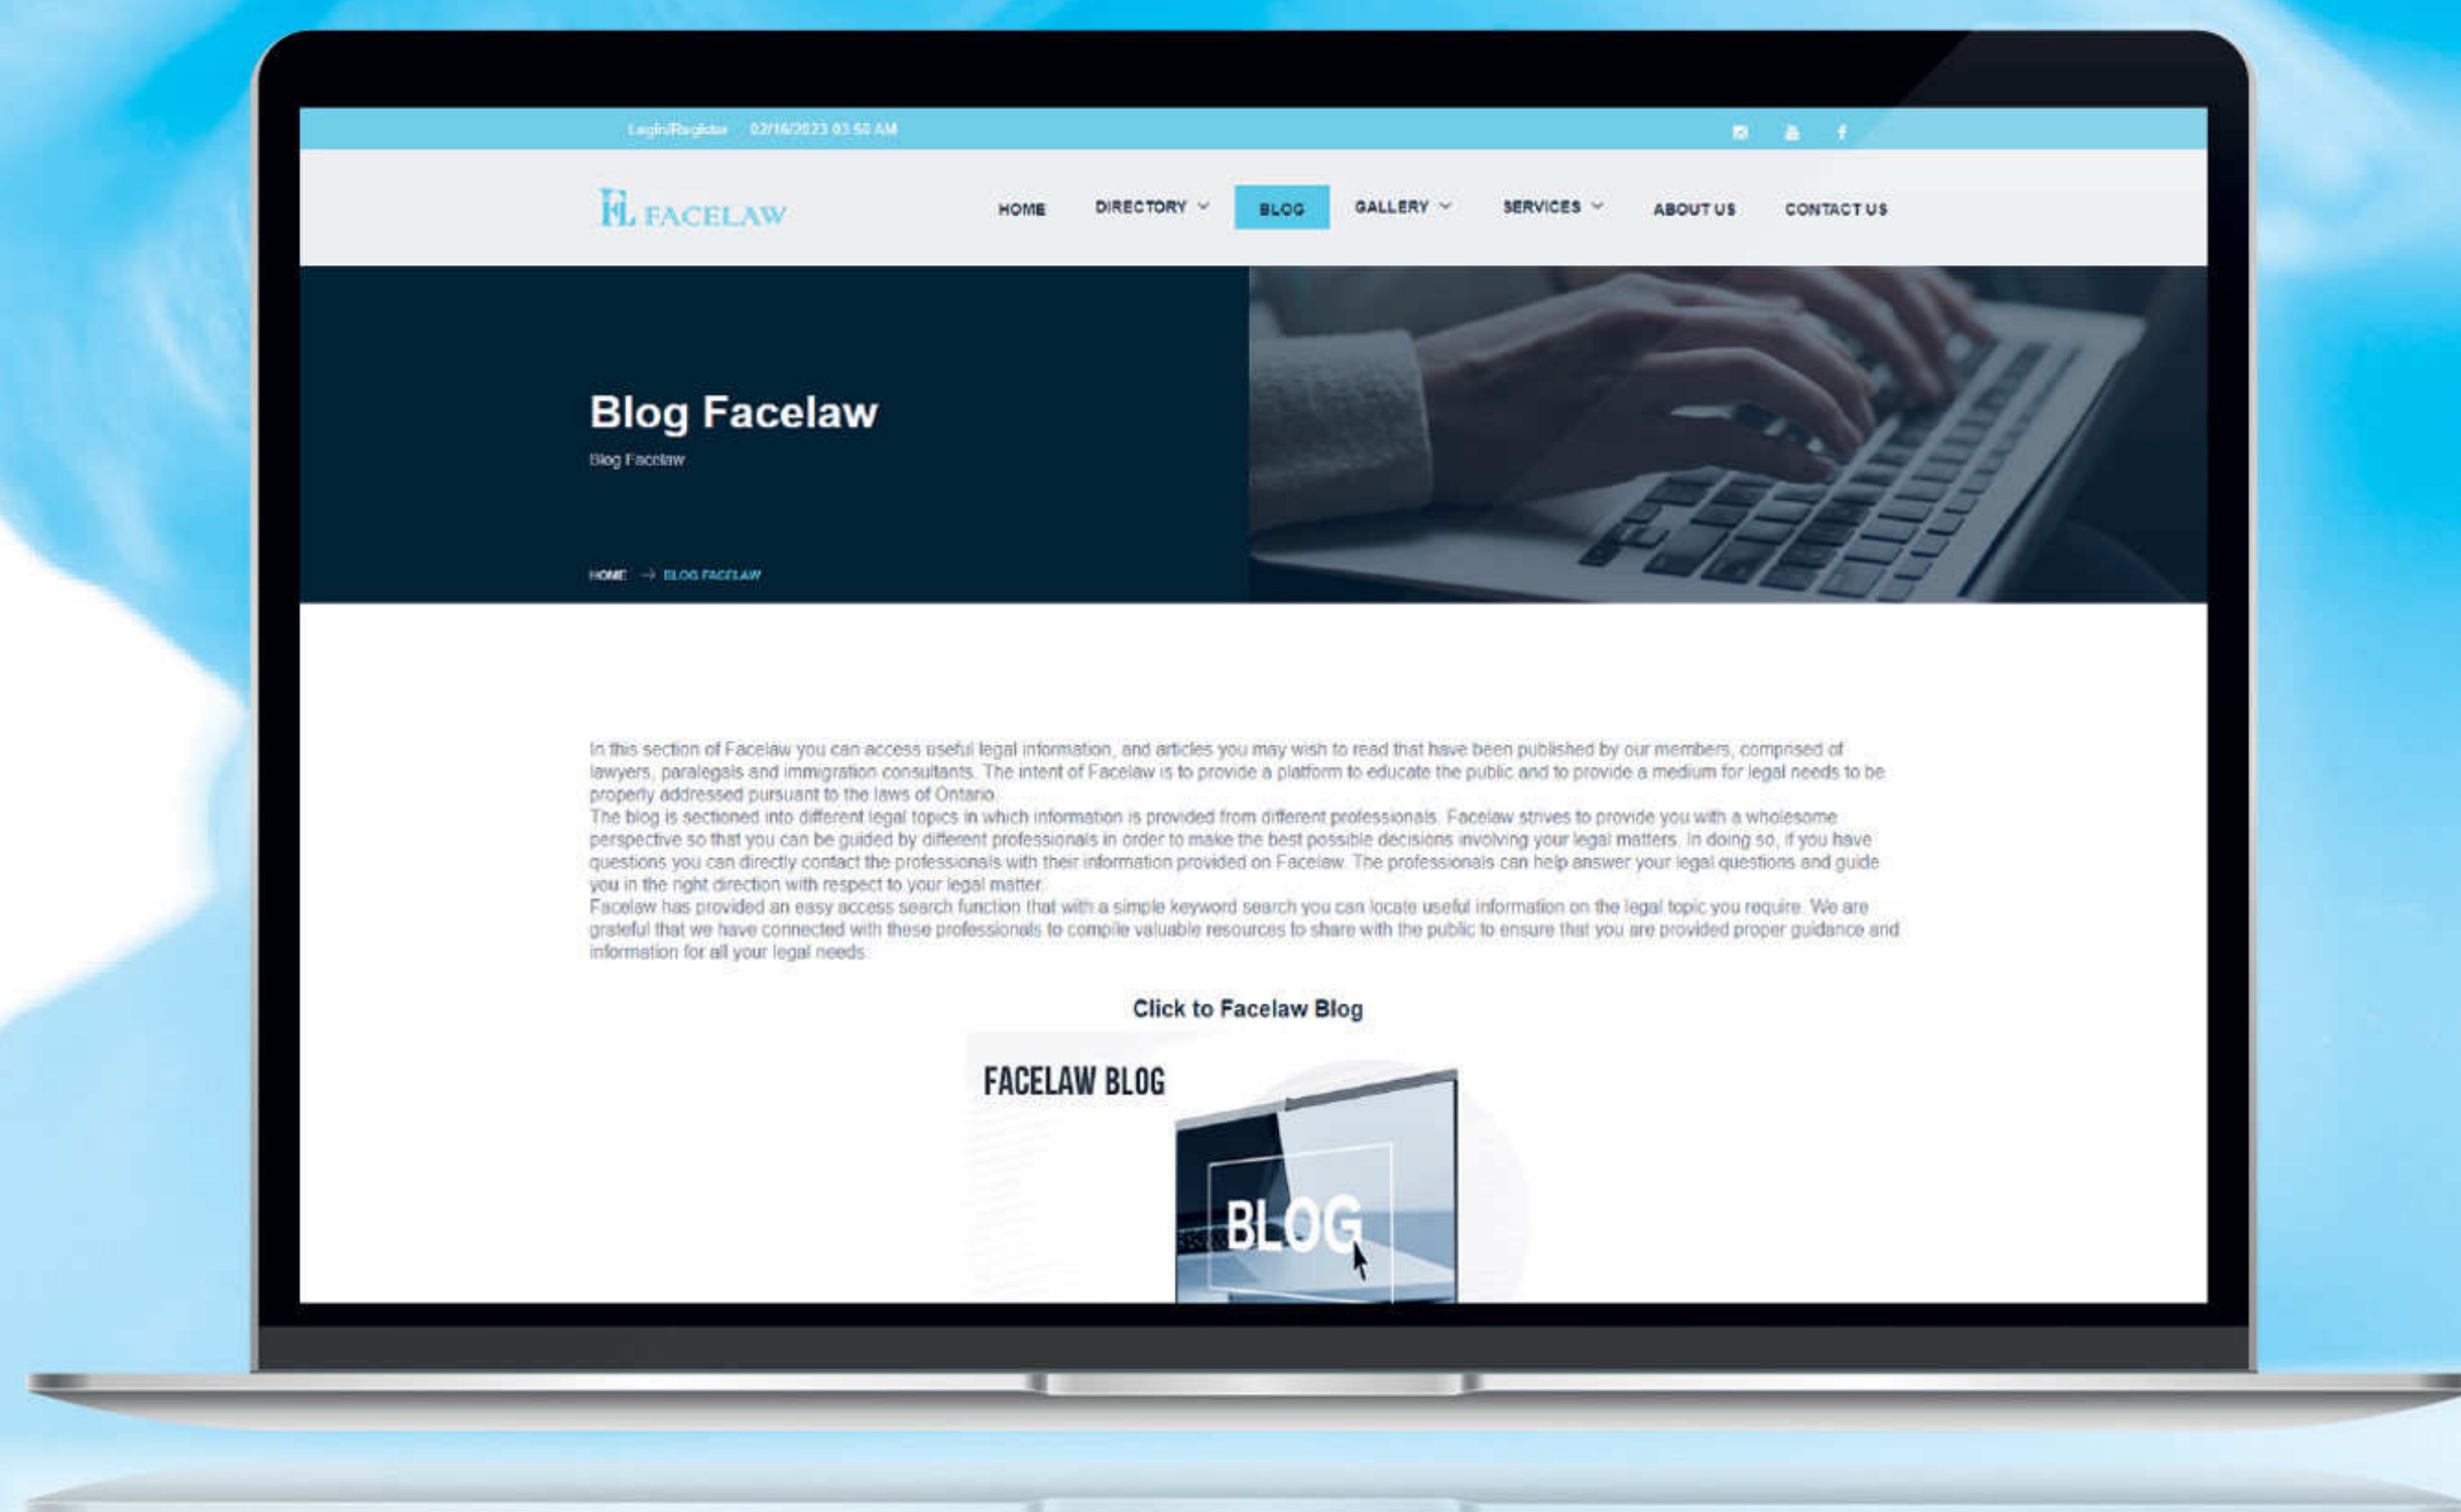 Login/Register 02/16/2023 03:50 AM
FL FACELAW
HOME DIRECTORY BLOG GALLERY SERVICES ABOUT US CONTACT US
Blog Facelaw
Blog Facelaw
HOME → BLOG FACELAW
In this section of Facelaw you can access useful legal information, and articles you may wish to read that have been published by our members, comprised of
lawyers, paralegals and immigration consultants. The intent of Facelaw is to provide a platform to educate the public and to provide a medium for legal needs to be
properly addressed pursuant to the laws of Ontario.
The blog is sectioned into different legal topics in which information is provided from different professionals. Facelaw strives to provide you with a wholesome
perspective so that you can be guided by different professionals in order to make the best possible decisions involving your legal matters. In doing so, if you have
questions you can directly contact the professionals with their information provided on Facelaw. The professionals can help answer your legal questions and guide
you in the right direction with respect to your legal matter.
Facelaw has provided an easy access search function that with a simple keyword search you can locate useful information on the legal topic you require. We are
grateful that we have connected with these professionals to compile valuable resources to share with the public to ensure that you are provided proper guidance and
information for all your legal needs.
Click to Facelaw Blog
FACELAW BLOG
BLOG